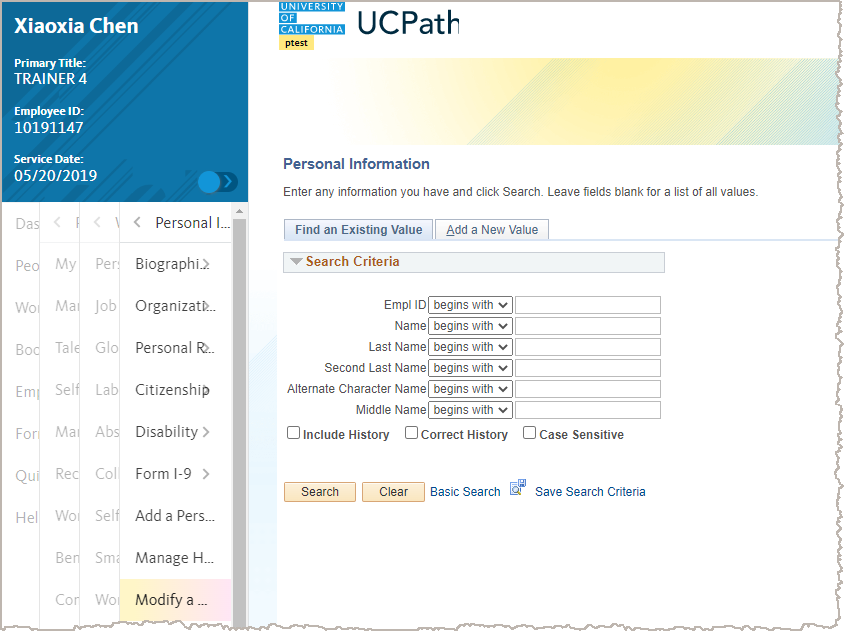 Xiaoxia Chen
Primary Title:
TRAINER 4
Employee ID:
10191147
Service Date:
05/20/2019
UNIVERSITY
OF
CALIFORNIA
UCPath
ptest
Personal Information
Enter any information you have and click Search. Leave fields blank for a list of all values.
Find an Existing Value
Add a New Value
Search Criteria
Empl ID begins with
Name begins with
Last Name begins with
Second Last Name begins with
Alternate Character Name begins with
Middle Name begins with
Include History Correct History Case Sensitive
Search Clear Basic Search Save Search Criteria
Personal I...
Das
Peo My Pers Biographi...
Wor Mar Job Organizati...
Boo Tale Glo Personal R...
Emp Self Lab Citizenship
For Mar Abs Disability
Qui Rec Coll Form I-9
Hel Wor Self Add a Pers...
Ben Sma Manage H...
Con Wor Modify a ...